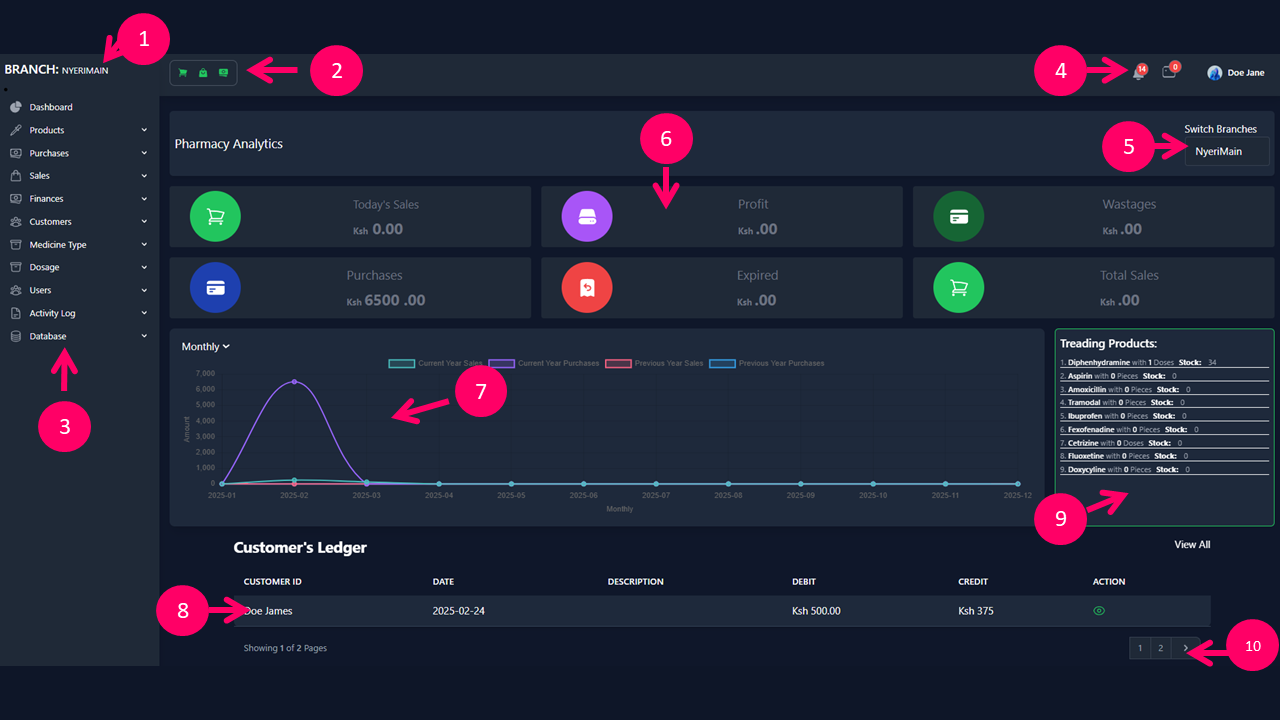 1
BRANCH: NYERIMAIN
2
4
14
0
Doe Jane
Dashboard
Products
Purchases
Sales
Finances
Customers
Medicine Type
Dosage
Users
Activity Log
Database
3
Pharmacy Analytics
6
Switch Branches
5
NyeriMain
Today's Sales
Ksh 0.00
Profit
Ksh .00
Wastages
Ksh .00
Purchases
Ksh 6500 .00
Expired
Ksh .00
Total Sales
Ksh .00
Monthly
Current Year Sales
Current Year Purchases
Previous Year Sales
Previous Year Purchases
7
Amount
7,000
6,000
5,000
4,000
3,000
2,000
1,000
0
2025-01 2025-02 2025-03 2025-04 2025-05 2025-06 2025-07 2025-08 2025-09 2025-10 2025-11 2025-12
Monthly
Treading Products:
1. Diphenhydramine with 1 Doses Stock: 34
2. Aspirin with 0 Pieces Stock: 0
3. Amoxicillin with 0 Pieces Stock: 0
4. Tramodal with 0 Pieces Stock: 0
5. Ibuprofen with 0 Pieces Stock: 0
6. Fexofenadine with 0 Pieces Stock: 0
7. Cetrizine with 0 Doses Stock: 0
8. Fluoxetine with 0 Pieces Stock: 0
9. Doxycyline with 0 Pieces Stock: 0
9
Customer's Ledger
View All
CUSTOMER ID DATE DESCRIPTION DEBIT CREDIT ACTION
8
Doe James 2025-02-24 Ksh 500.00 Ksh 375
Showing 1 of 2 Pages
1 2
10